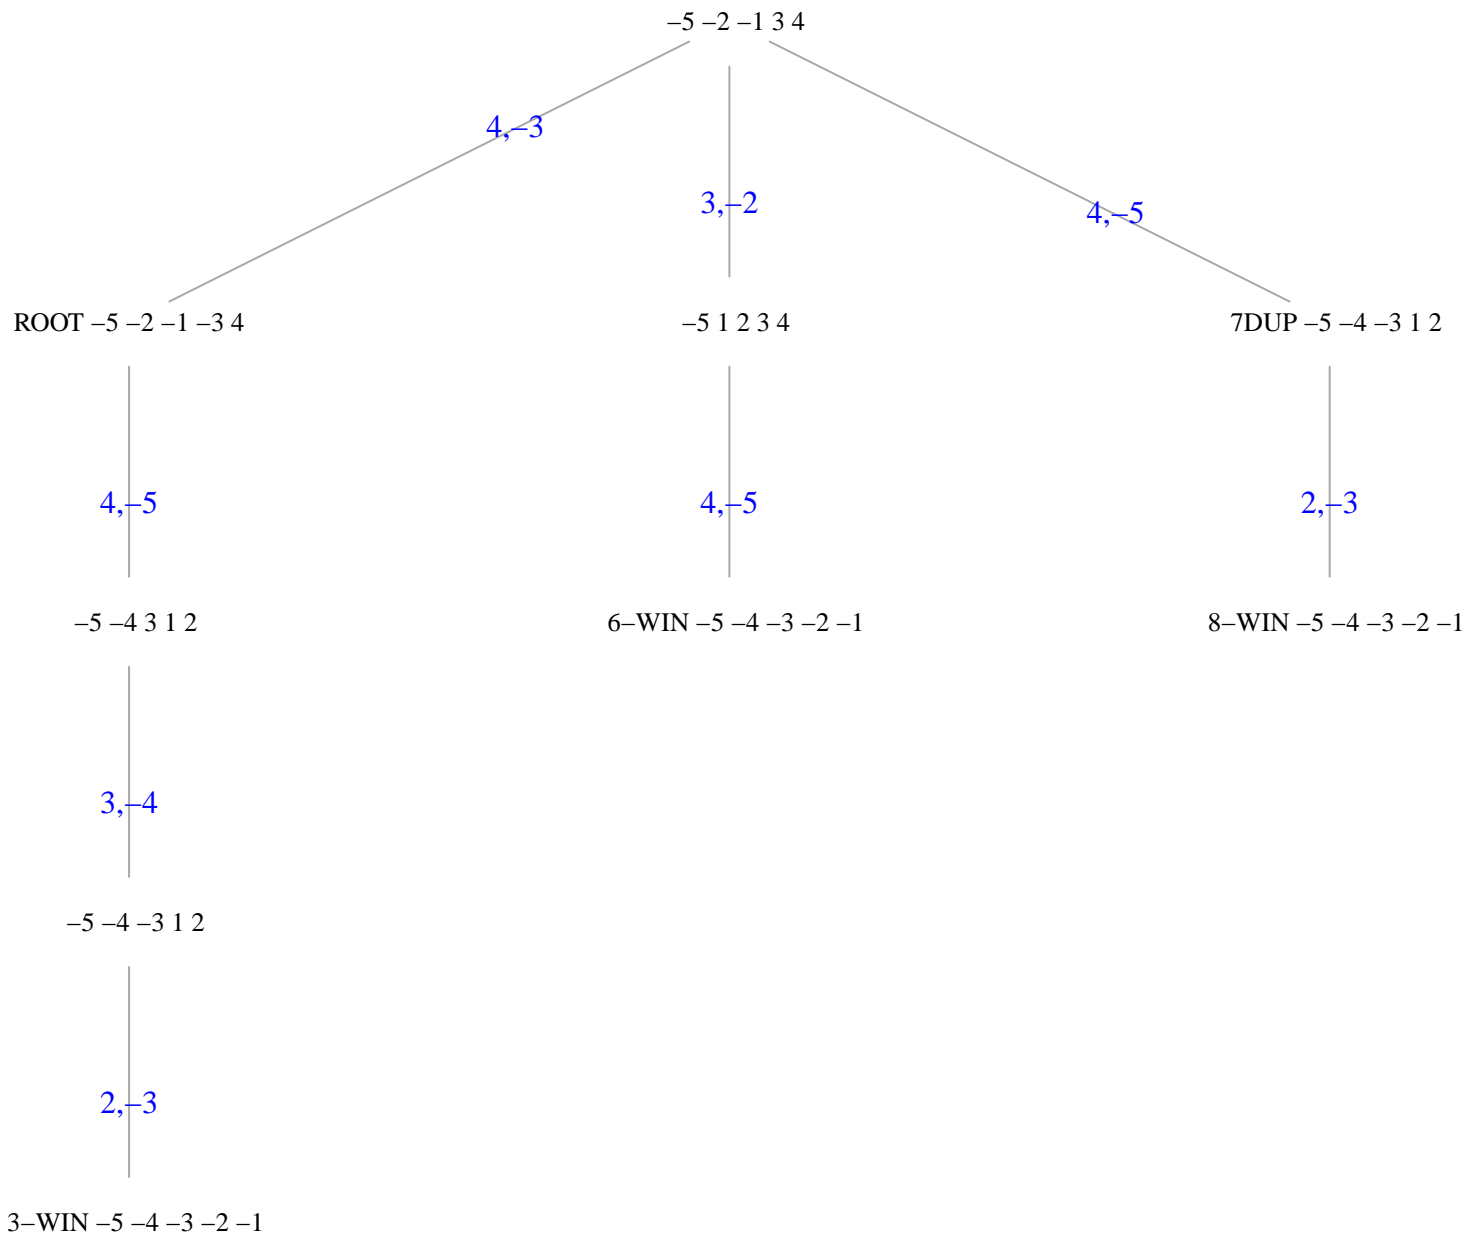 –5 –2 –1 3 4
4,–3
3,–2
4,–5
ROOT –5 –2 –1 –3 4
–5 1 2 3 4
7DUP –5 –4 –3 1 2
4,–5
4,–5
2,–3
–5 –4 3 1 2
6–WIN –5 –4 –3 –2 –1
8–WIN –5 –4 –3 –2 –1
3,–4
–5 –4 –3 1 2
2,–3
3–WIN –5 –4 –3 –2 –1